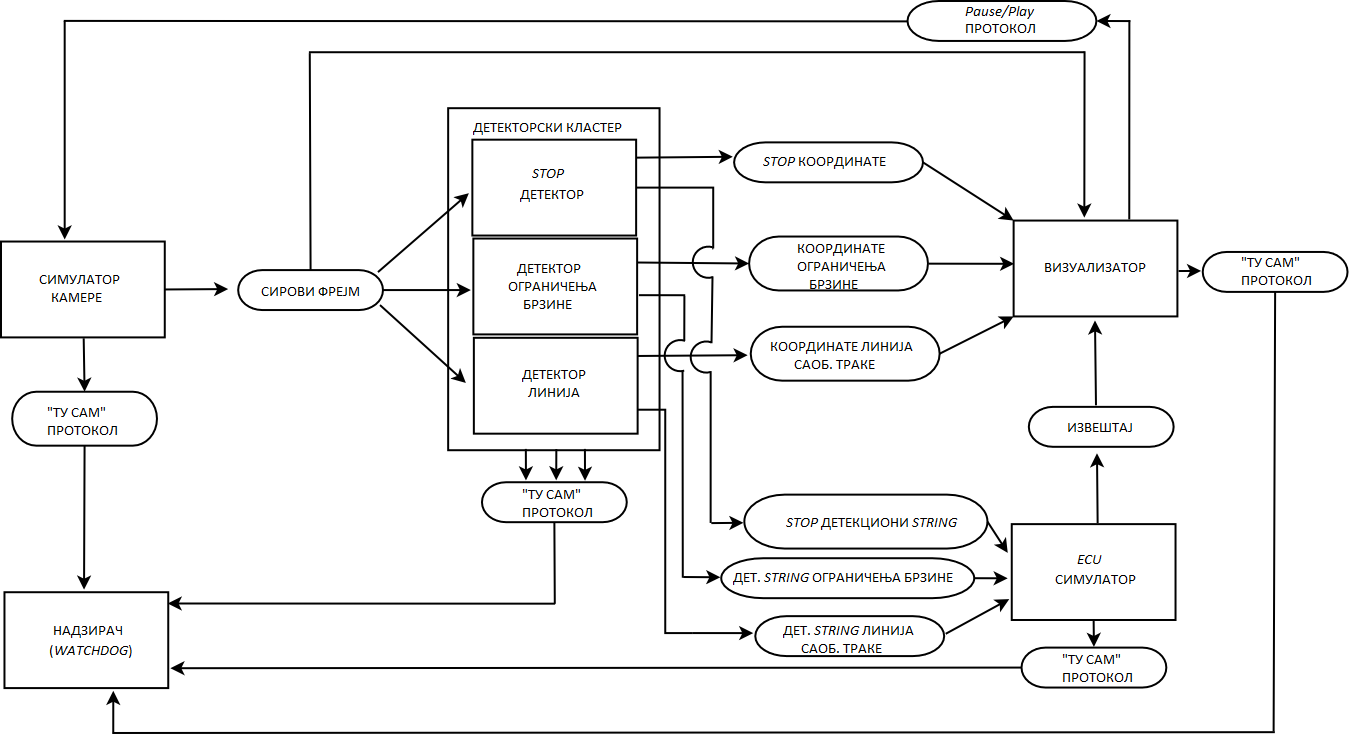 Pause/Play
ПРОТОКОЛ
ДЕТЕКТОРСКИ КЛАСТЕР
STOP
ДЕТЕКТОР
STOP КООРДИНАТЕ
СИМУЛАТОР
КАМЕРЕ
СИРОВИ ФРЕЈМ
ДЕТЕКТОР
ОГРАНИЧЕЊА
БРЗИНЕ
КООРДИНАТЕ
ОГРАНИЧЕЊА
БРЗИНЕ
ВИЗУАЛИЗАТОР
"ТУ САМ"
ПРОТОКОЛ
ДЕТЕКТОР
ЛИНИЈА
КООРДИНАТЕ ЛИНИЈА
САОБ. ТРАКЕ
"ТУ САМ"
ПРОТОКОЛ
ИЗВЕШТАЈ
"ТУ САМ"
ПРОТОКОЛ
STOP ДЕТЕКЦИОНИ STRING
ДЕТ. STRING ОГРАНИЧЕЊА БРЗИНЕ
ECU
СИМУЛАТОР
НАДЗИРАЧ
(WATCHDOG)
ДЕТ. STRING ЛИНИЈА
САОБ. ТРАКЕ
"ТУ САМ"
ПРОТОКОЛ